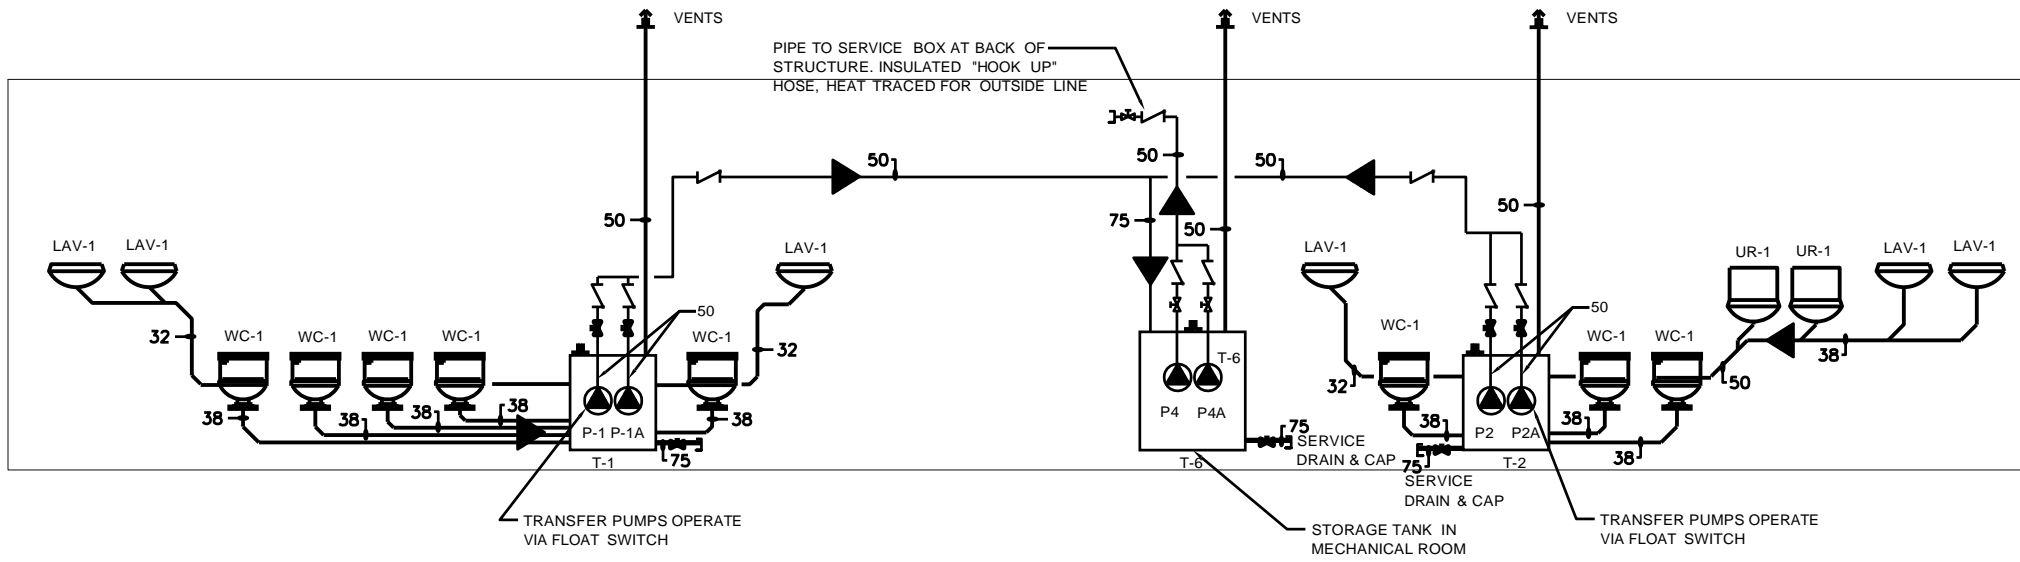 VENTS
VENTS
VENTS
PIPE TO SERVICE BOX AT BACK OF
STRUCTURE. INSULATED "HOOK UP"
HOSE, HEAT TRACED FOR OUTSIDE LINE
50
50
50
50
75
50
50
LAV-1
LAV-1
LAV-1
LAV-1
UR-1
UR-1
LAV-1
LAV-1
32
WC-1
WC-1
WC-1
WC-1
50
WC-1
32
WC-1
50
WC-1
WC-1
38
T-6
32
50
38
38
38
38
38
P4
P4A
38
38
38
P-1
P-1A
75
T-1
75
SERVICE
DRAIN & CAP
T-6
P2
P2A
75
T-2
SERVICE
DRAIN & CAP
TRANSFER PUMPS OPERATE
VIA FLOAT SWITCH
STORAGE TANK IN
MECHANICAL ROOM
TRANSFER PUMPS OPERATE
VIA FLOAT SWITCH